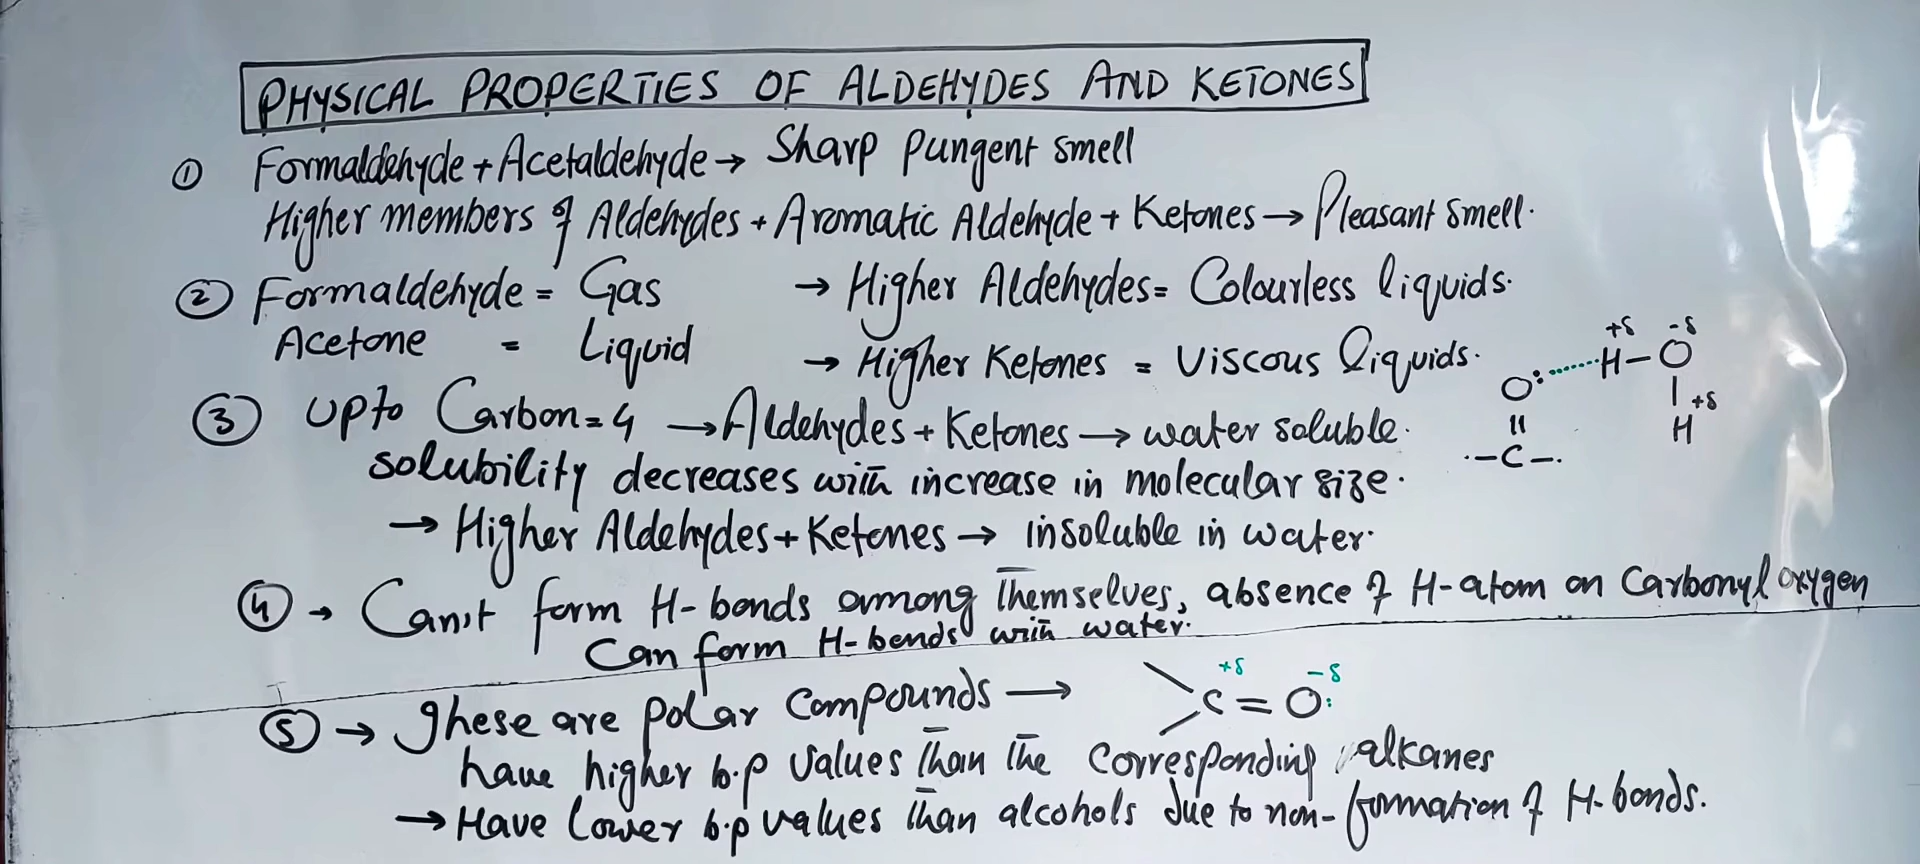 PHYSICAL PROPERTIES OF ALDEHYDES AND KETONES
① Formaldehyde + Acetaldehyde → Sharp pungent smell
Higher members of Aldehydes + Aromatic Aldehyde + Ketones → Pleasant smell.
② Formaldehyde = Gas → Higher Aldehydes = Colourless liquids.
Acetone = Liquid → Higher Ketones = Viscous liquids.
+δ -δ
O: ······ H – O
③ upto Carbon = 4 → Aldehydes + Ketones → water soluble. || | +δ
–C– H
solubility decreases with increase in molecular size.
→ Higher Aldehydes + Ketones → insoluble in water.
④ → Can't form H-bonds among themselves, absence of H-atom on Carbonyl oxygen
Can form H-bonds with water.
+δ -δ
⑤ → These are polar compounds → C = O:
have higher b.p values than the corresponding alkanes
→ Have lower b.p values than alcohols due to non-formation of H-bonds.